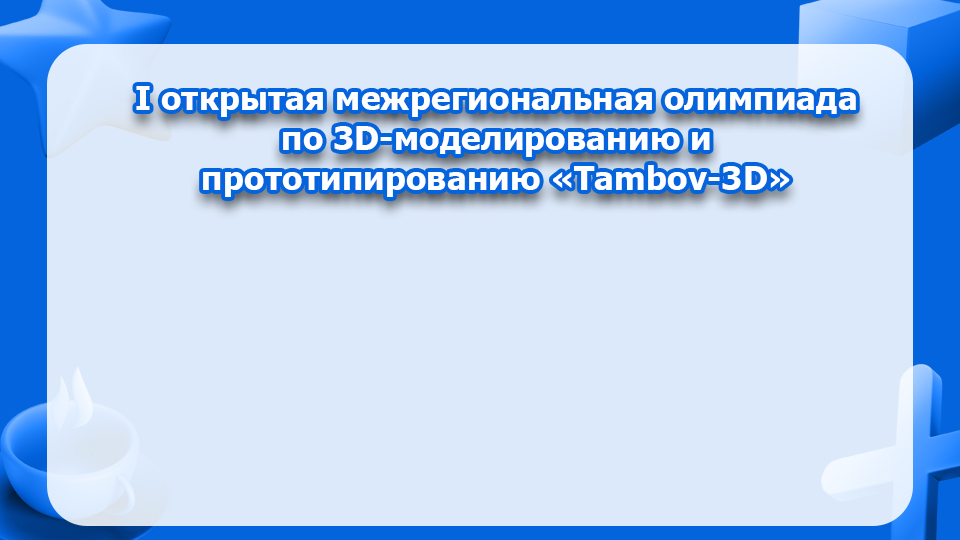 I открытая межрегиональная олимпиада
по 3D-моделированию и
прототипированию «Tambov-3D»